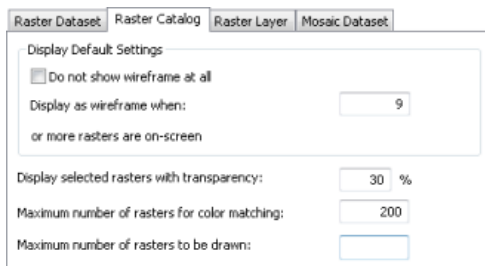 Raster Dataset Raster Catalog Raster Layer Mosaic Dataset
Display Default Settings
Do not show wireframe at all
Display as wireframe when: 9
or more rasters are on-screen
Display selected rasters with transparency: 30 %
Maximum number of rasters for color matching: 200
Maximum number of rasters to be drawn: